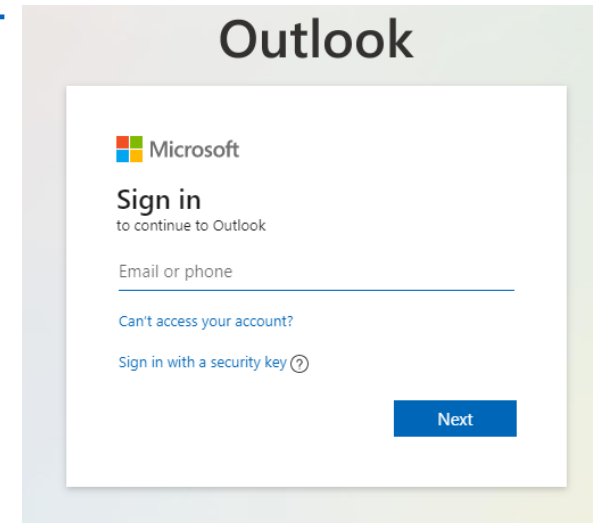 Outlook
Microsoft
Sign in
to continue to Outlook
Email or phone
Can't access your account?
Sign in with a security key ?
Next